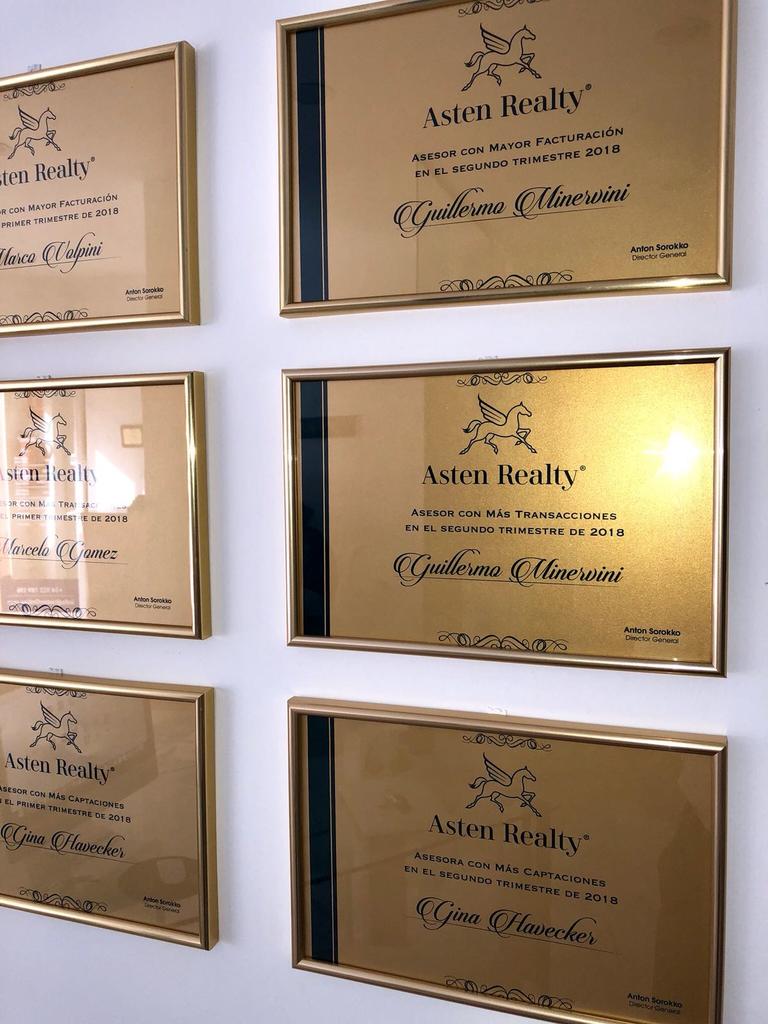 Realty®
CON MAYOR FACTURACIÓN
PRIMER TRIMESTRE DE 2018
Marco Volpini
Anton Sorokko
Director General
Asten Realty®
ASESOR CON MAYOR FACTURACIÓN
EN EL SEGUNDO TRIMESTRE 2018
Guillermo Minervini
Anton Sorokko
Director General
Realty
CON MÁS TRANSACCIONES
EL PRIMER TRIMESTRE DE 2018
Marcelo Gomez
Anton Sorokko
Director General
Asten Realty®
ASESOR CON MÁS TRANSACCIONES
EN EL SEGUNDO TRIMESTRE DE 2018
Guillermo Minervini
Anton Sorokko
Director General
Asten Realty®
ASESOR CON MÁS CAPTACIONES
EL PRIMER TRIMESTRE DE 2018
Gina Havecker
Anton Sorokko
Director General
Asten Realty®
ASESORA CON MÁS CAPTACIONES
EN EL SEGUNDO TRIMESTRE DE 2018
Gina Havecker
Anton Sorokko
Director General